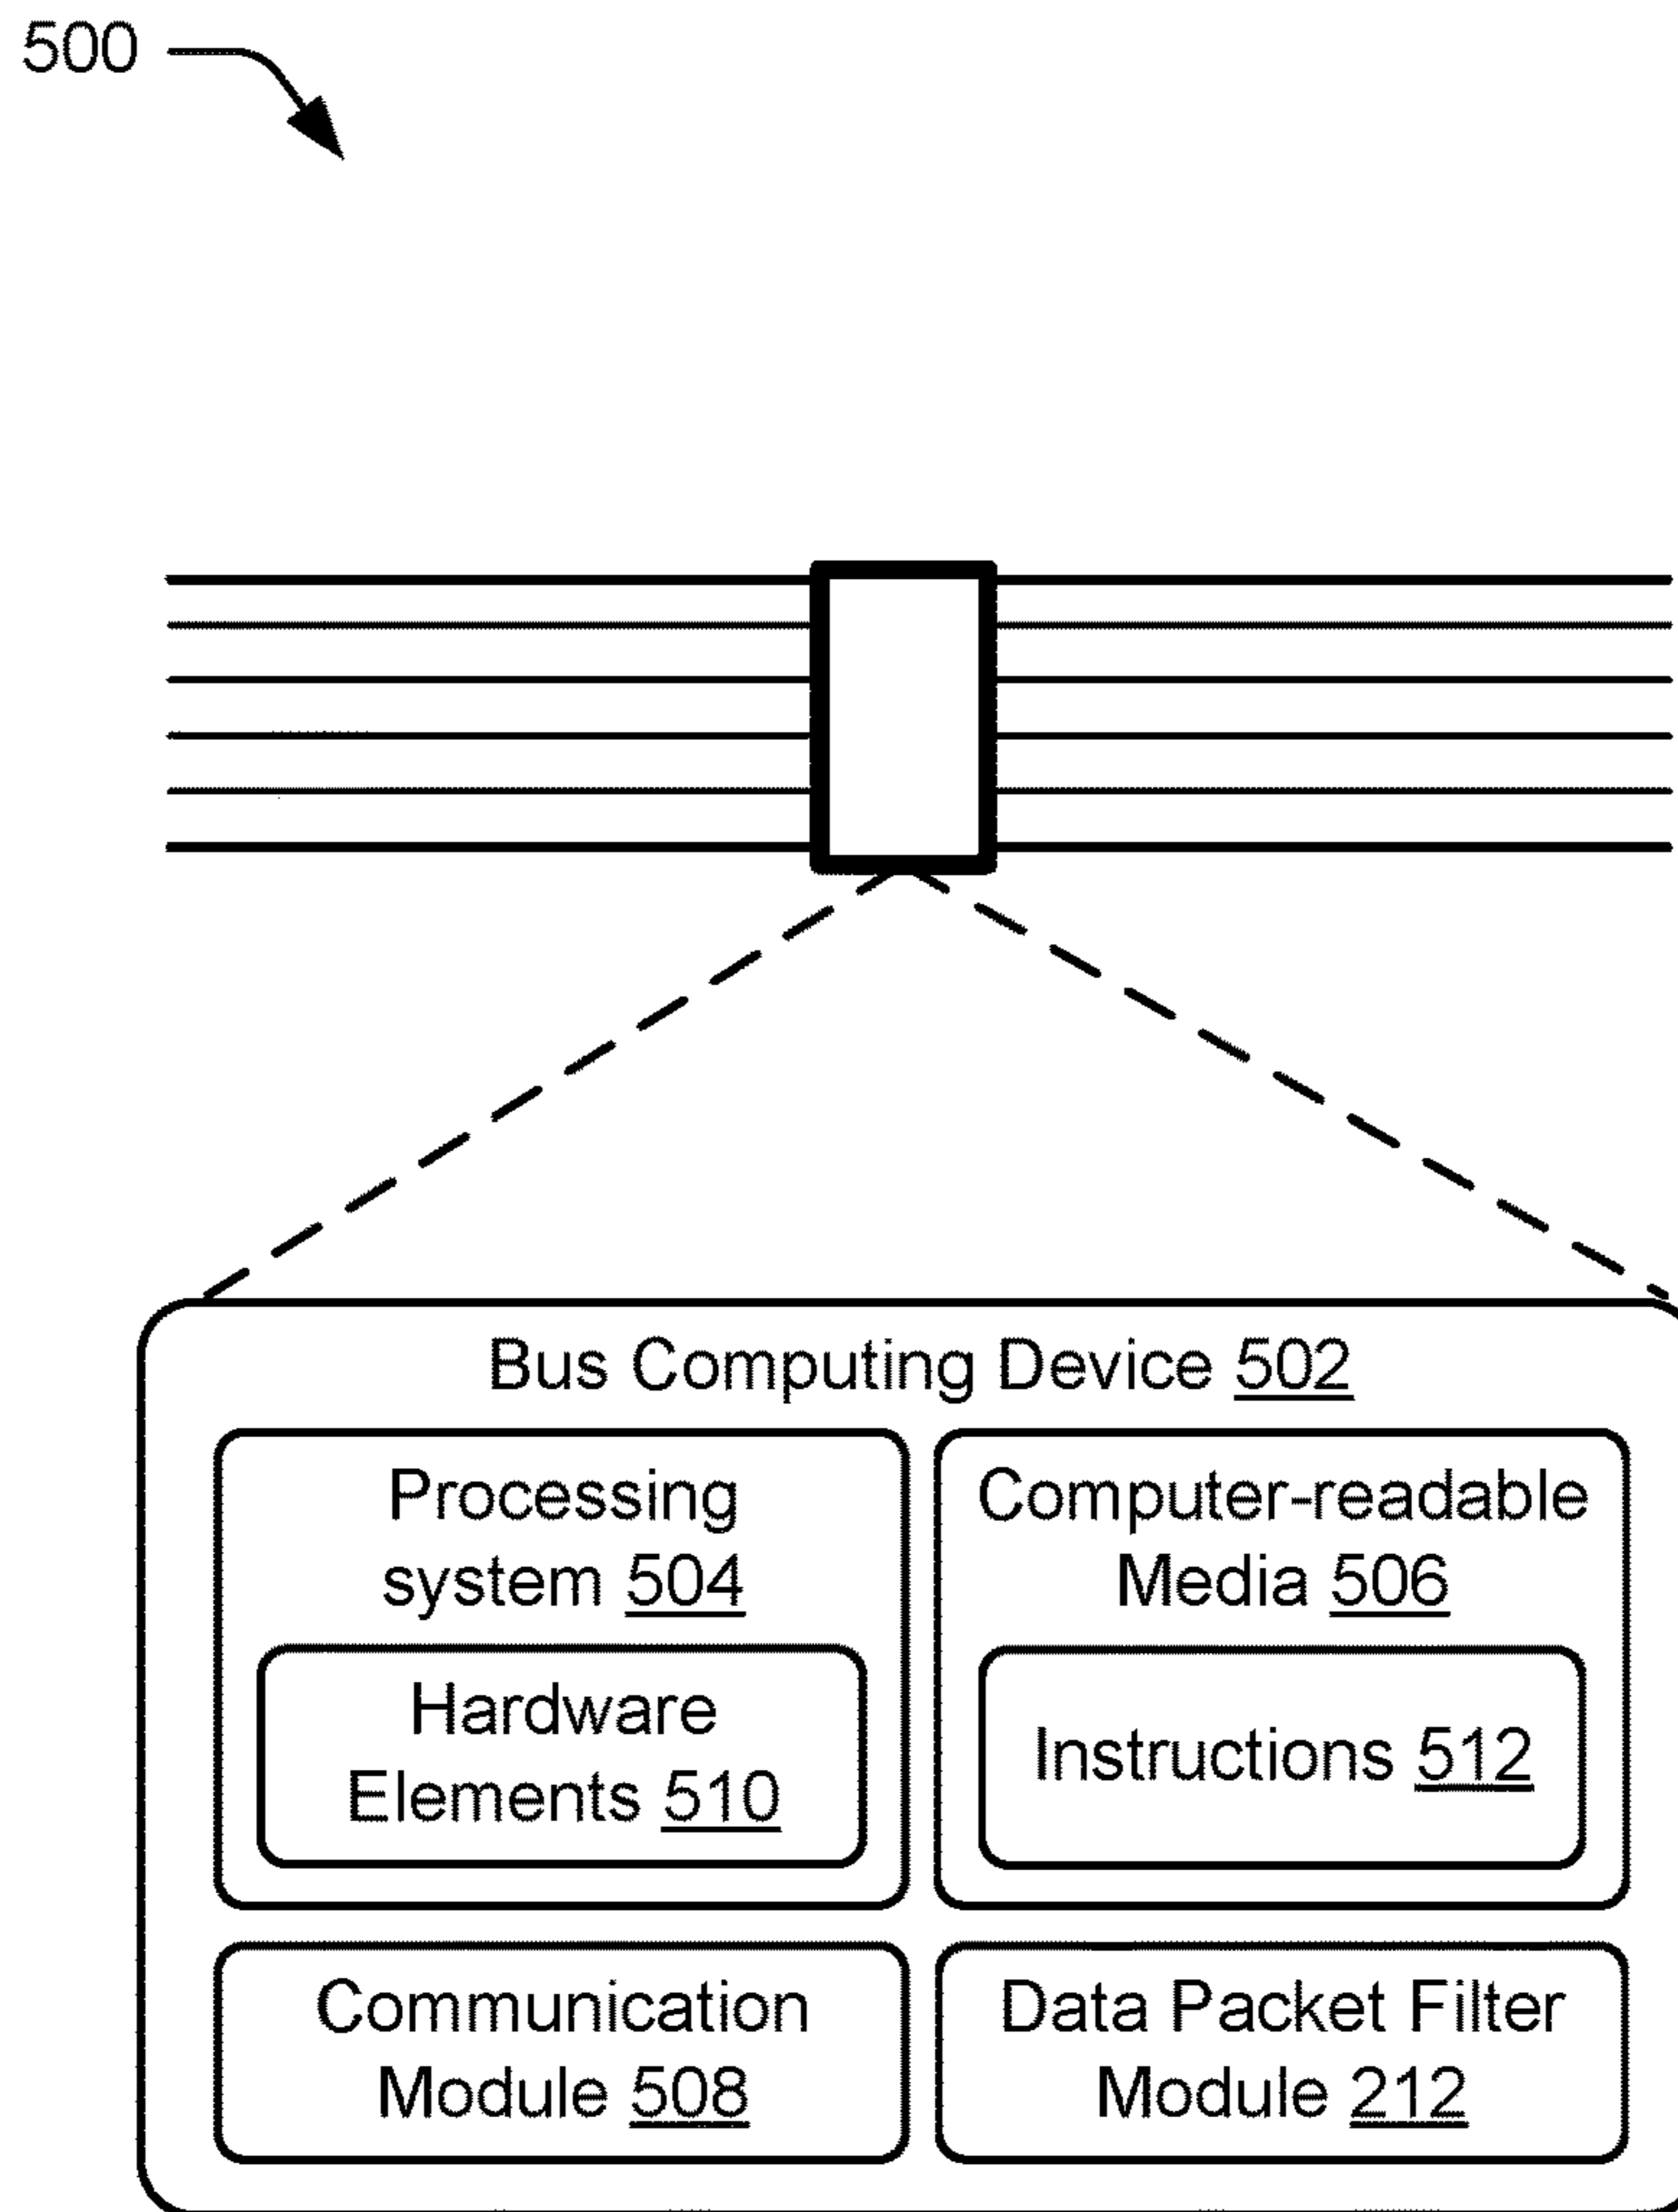 500
Bus Computing Device 502
Processing
system 504
Hardware
Elements 510
Computer-readable
Media 506
Instructions 512
Communication
Module 508
Data Packet Filter
Module 212